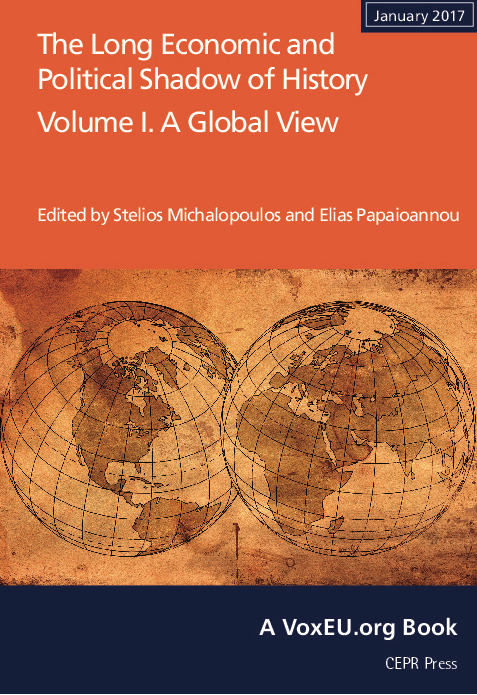 January 2017
The Long Economic and
Political Shadow of History
Volume I. A Global View
Edited by Stelios Michalopoulos and Elias Papaioannou
A VoxEU.org Book
CEPR Press